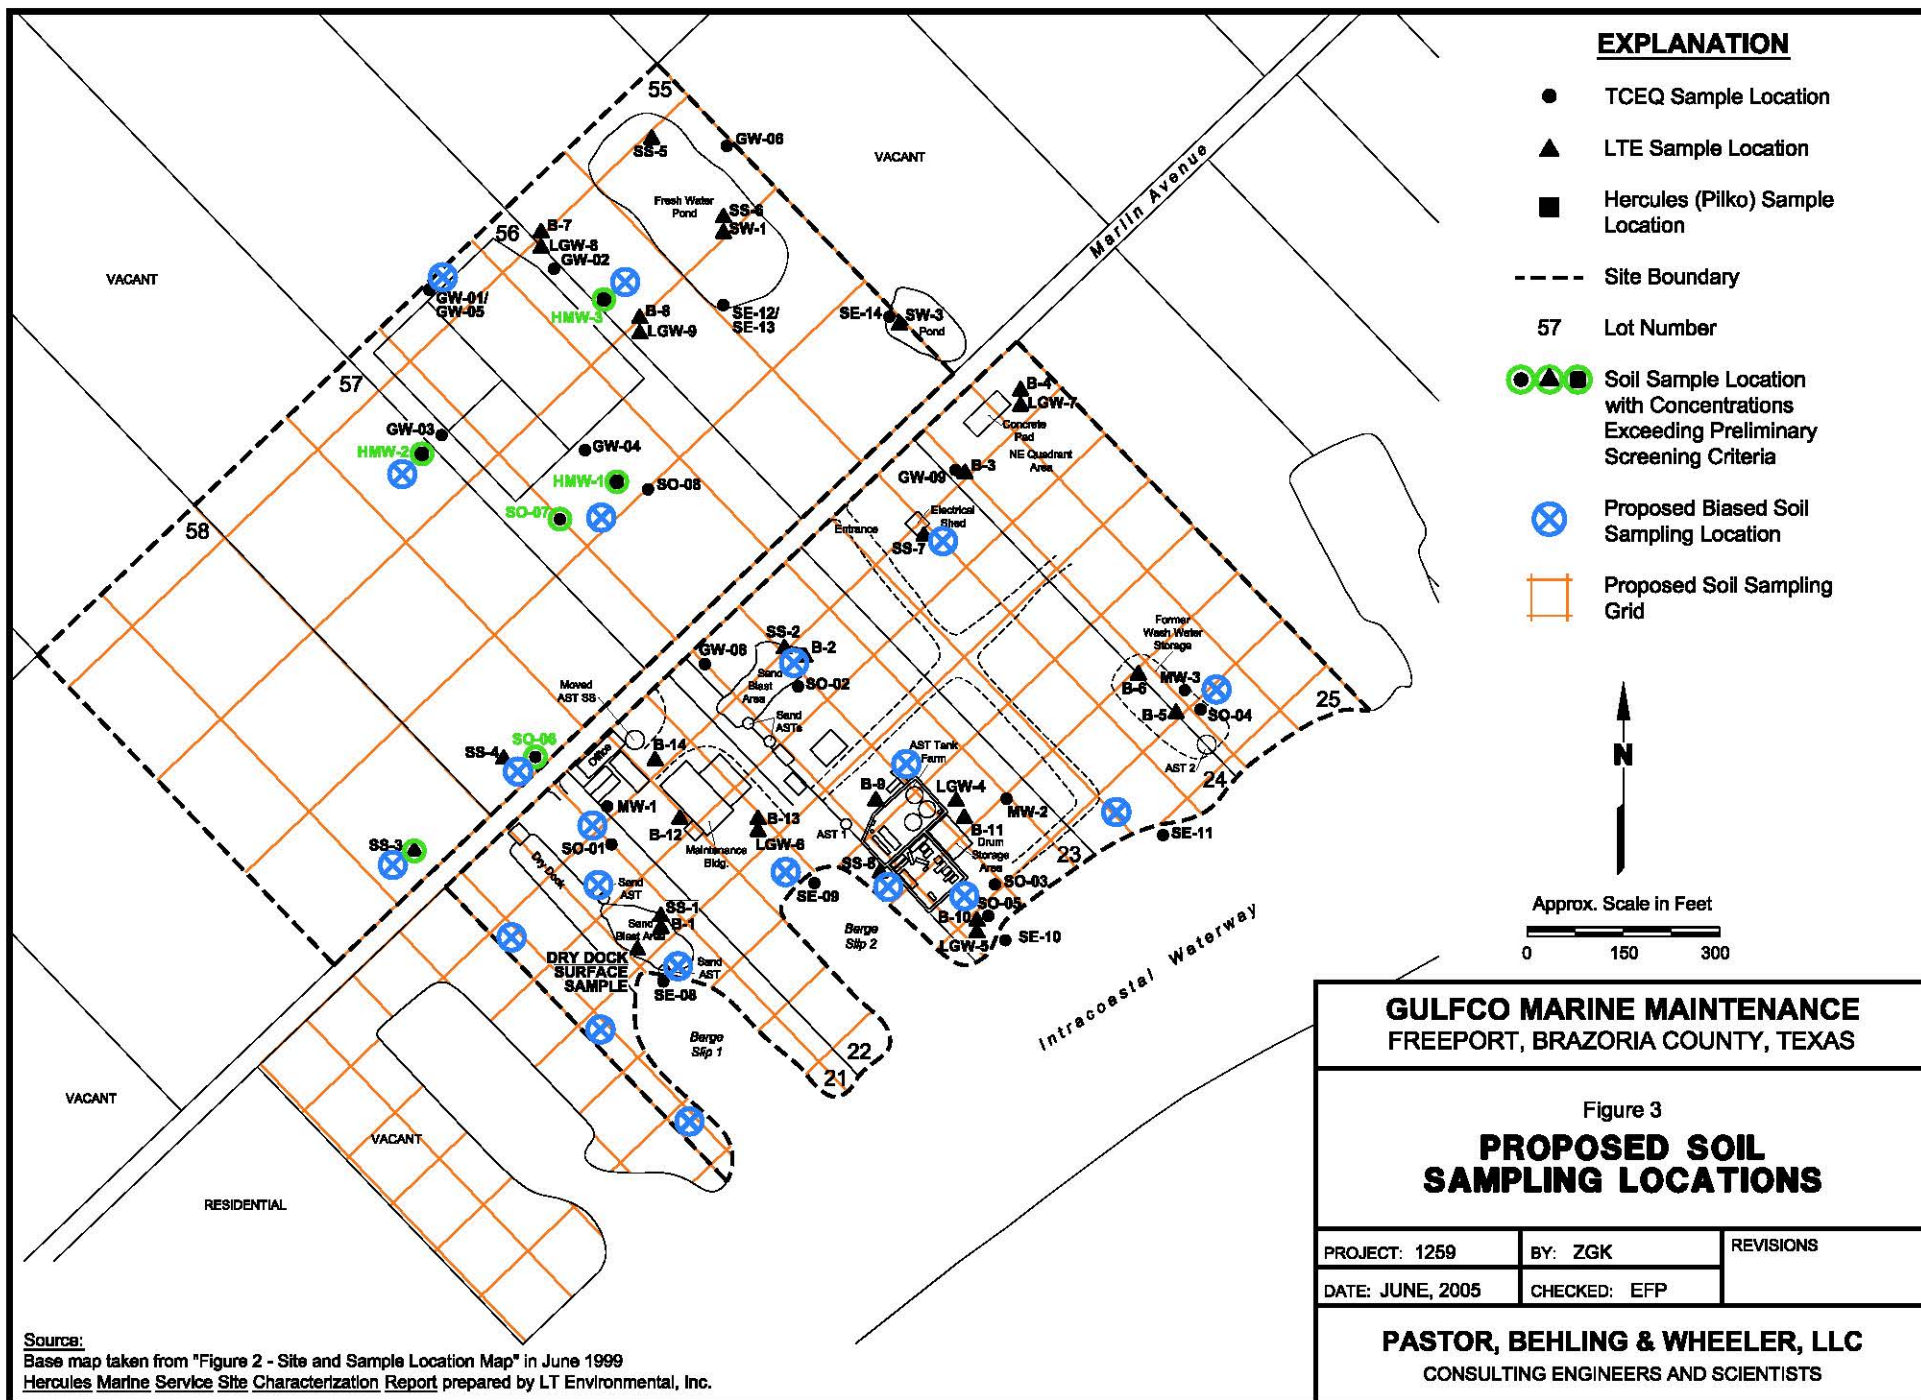 EXPLANATION
TCEQ Sample Location
LTE Sample Location
Hercules (Pilko) Sample
Location
Site Boundary
57
Lot Number
Soil Sample Location
with Concentrations
Exceeding Preliminary
Screening Criteria
Proposed Biased Soil
Sampling Location
Proposed Soil Sampling
Grid
N
Approx. Scale in Feet
0 150 300
55
SS-5
GW-06
VACANT
Marlin Avenue
Fresh Water
Pond
SS-6
SW-1
B-7
56
LGW-8
GW-02
VACANT
GW-01/
GW-05
HMW-3
B-8
LGW-9
SE-12/
SE-13
SE-14
SW-3
Pond
57
B-4
LGW-7
Concrete
Pad
NE Quadrant
Area
GW-03
HMW-2
GW-04
HMW-1
SO-08
SO-07
58
GW-09
B-3
Electrical
Shed
Entrance
SS-7
Former
Wash Water
Storage
SS-2
B-2
GW-08
Sand
Blast
Area
SO-02
MW-3
B-6
B-5
SO-04
25
Moved
AST SS
Sand
ASTs
SS-4
SO-06
Office
B-14
AST Tank
Farm
AST 2
24
B-9
LGW-4
MW-2
MW-1
B-12
B-13
LGW-6
AST 1
B-11
Drum
Storage
Area
SE-11
23
SS-3
SO-01
Maintenance
Bldg.
Dry Dock
SS-8
SE-09
SO-03
Sand
AST
SS-1
B-1
Sand
Blast Area
SO-05
B-10
LGW-5
SE-10
Barge
Slip 2
DRY DOCK
SURFACE
SAMPLE
Sand
AST
SE-08
Intracoastal Waterway
Barge
Slip 1
22
21
VACANT
VACANT
RESIDENTIAL
GULFCO MARINE MAINTENANCE
FREEPORT, BRAZORIA COUNTY, TEXAS
Figure 3
PROPOSED SOIL
SAMPLING LOCATIONS
PROJECT: 1259
BY: ZGK
REVISIONS
DATE: JUNE, 2005
CHECKED: EFP
PASTOR, BEHLING & WHEELER, LLC
CONSULTING ENGINEERS AND SCIENTISTS
Source:
Base map taken from "Figure 2 - Site and Sample Location Map" in June 1999
Hercules Marine Service Site Characterization Report prepared by LT Environmental, Inc.